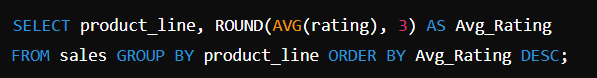 SELECT product_line, ROUND(AVG(rating), 3) AS Avg_Rating
FROM sales GROUP BY product_line ORDER BY Avg_Rating DESC;